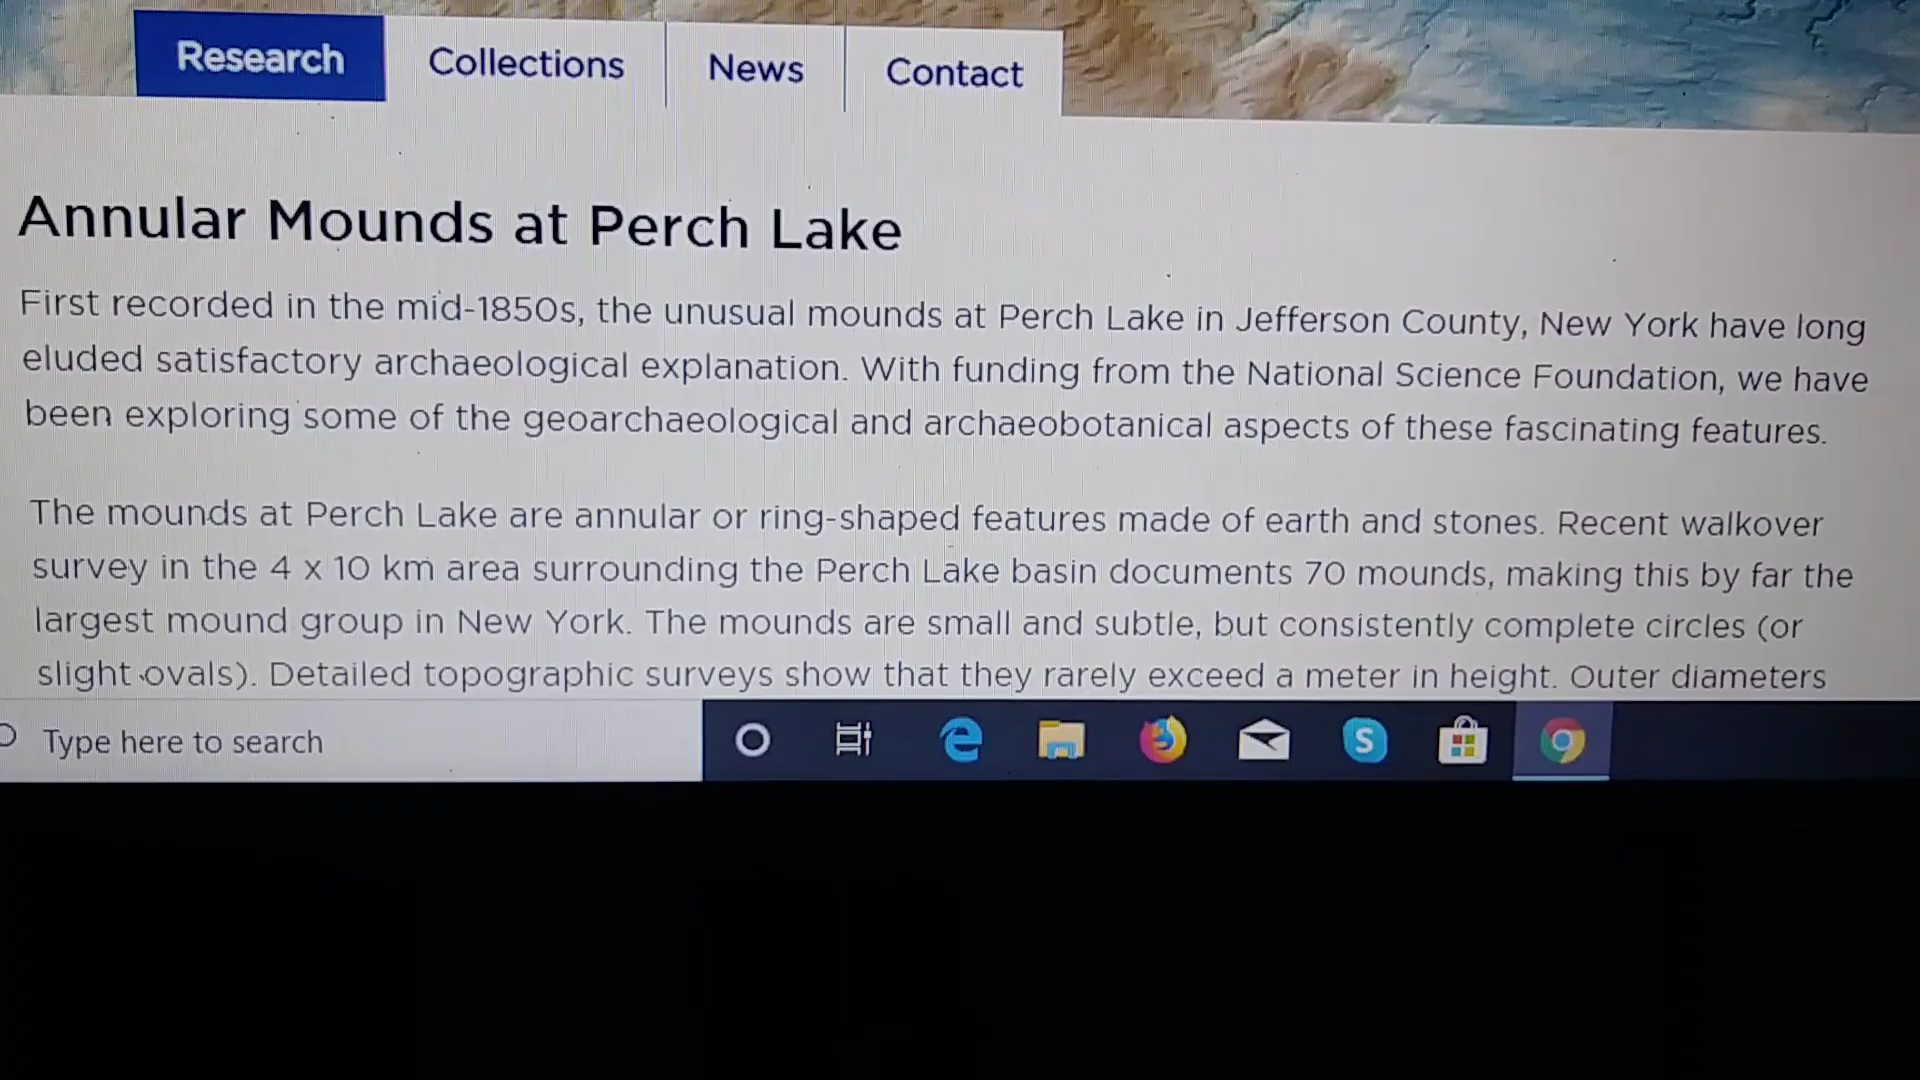 Research Collections News Contact
Annular Mounds at Perch Lake
First recorded in the mid-1850s, the unusual mounds at Perch Lake in Jefferson County, New York have long
eluded satisfactory archaeological explanation. With funding from the National Science Foundation, we have
been exploring some of the geoarchaeological and archaeobotanical aspects of these fascinating features.
The mounds at Perch Lake are annular or ring-shaped features made of earth and stones. Recent walkover
survey in the 4 x 10 km area surrounding the Perch Lake basin documents 70 mounds, making this by far the
largest mound group in New York. The mounds are small and subtle, but consistently complete circles (or
slight ovals). Detailed topographic surveys show that they rarely exceed a meter in height. Outer diameters
Type here to search